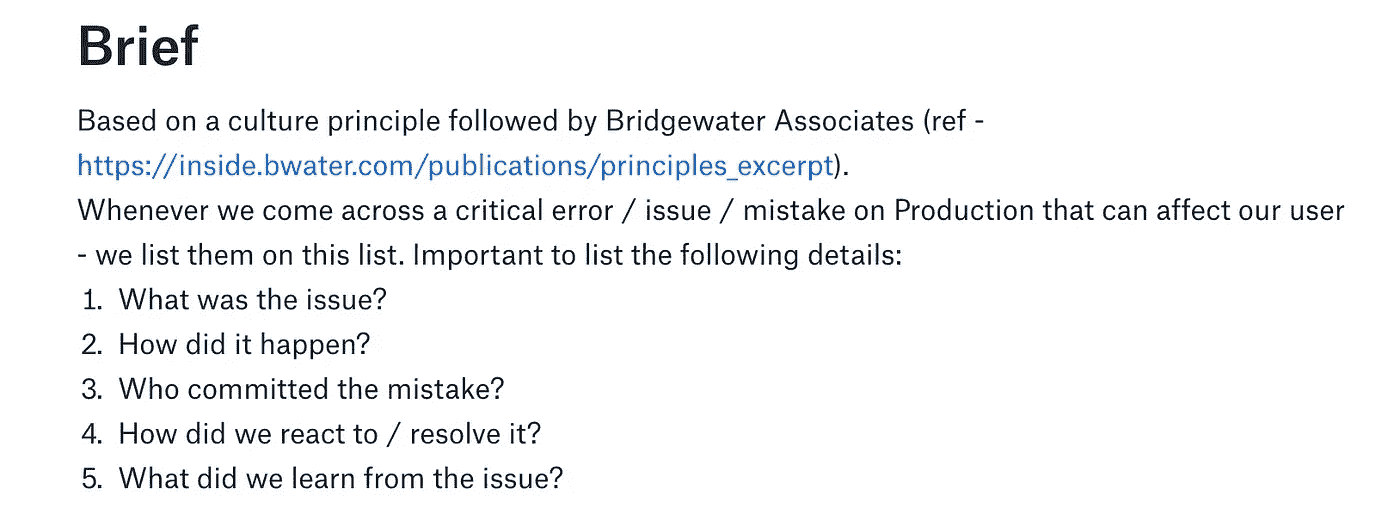 Brief
Based on a culture principle followed by Bridgewater Associates (ref -
https://inside.bwater.com/publications/principles_excerpt).
Whenever we come across a critical error / issue / mistake on Production that can affect our user
- we list them on this list. Important to list the following details:
1. What was the issue?
2. How did it happen?
3. Who committed the mistake?
4. How did we react to / resolve it?
5. What did we learn from the issue?